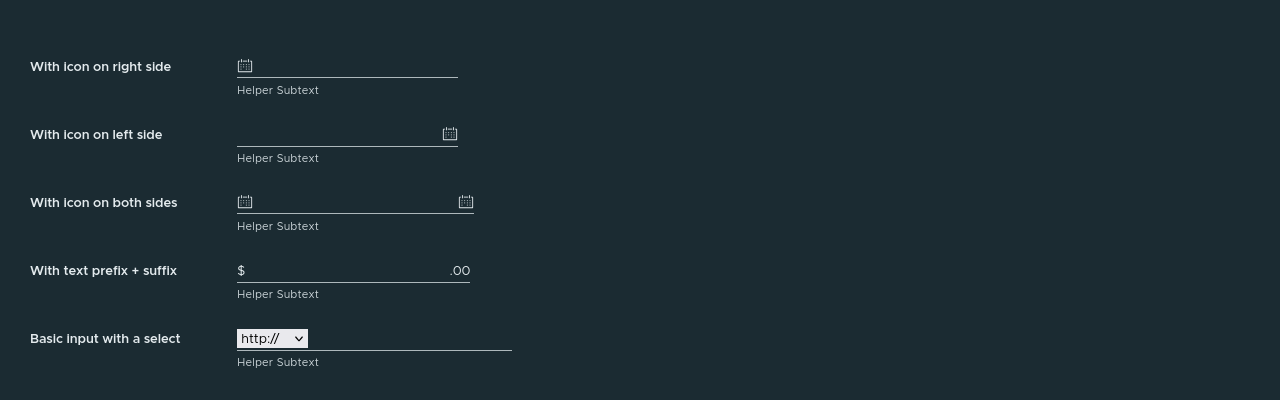 With icon on right side
Helper Subtext
With icon on left side
Helper Subtext
With icon on both sides
Helper Subtext
With text prefix + suffix $ .00
Helper Subtext
Basic input with a select http://
Helper Subtext